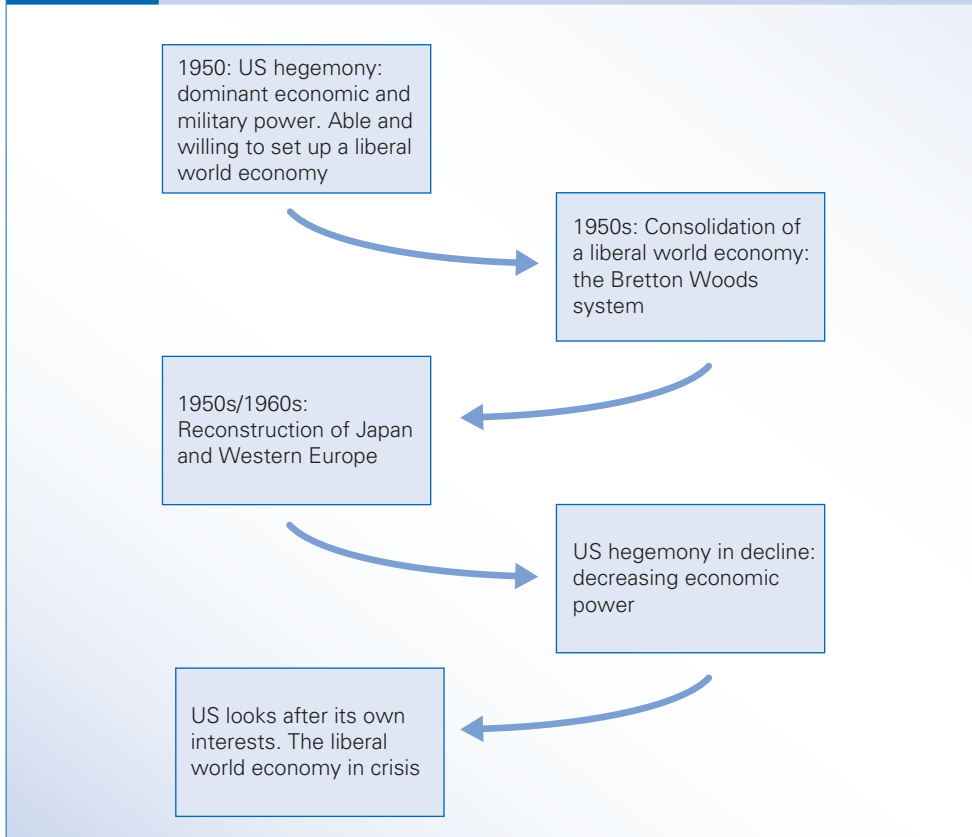 1950: US hegemony:
dominant economic and
military power. Able and
willing to set up a liberal
world economy
1950s: Consolidation of
a liberal world economy:
the Bretton Woods
system
1950s/1960s:
Reconstruction of Japan
and Western Europe
US hegemony in decline:
decreasing economic
power
US looks after its own
interests. The liberal
world economy in crisis